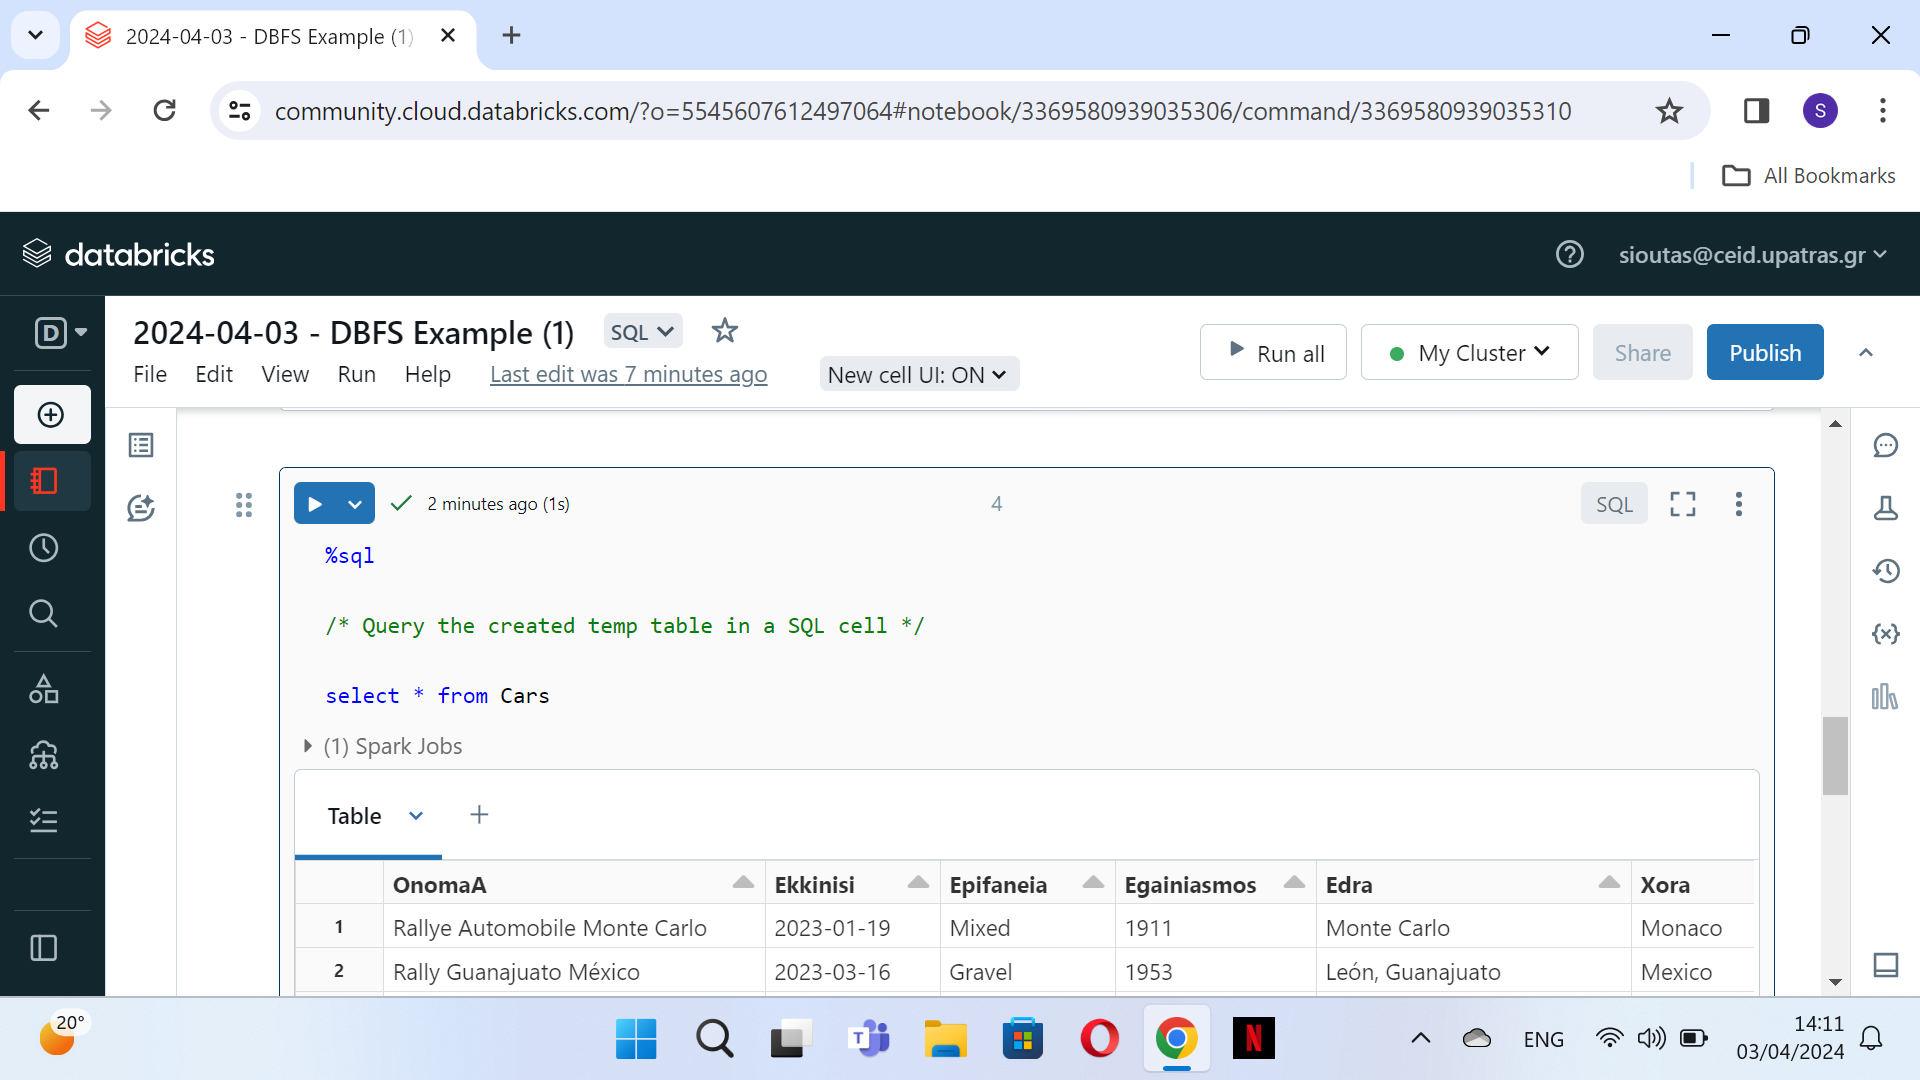 2024-04-03 - DBFS Example (1)
community.cloud.databricks.com/?o=5545607612497064#notebook/3369580939035306/command/3369580939035310
S
All Bookmarks
databricks
sioutas@ceid.upatras.gr
D
2024-04-03 - DBFS Example (1)
SQL
File Edit View Run Help Last edit was 7 minutes ago
New cell UI: ON
Run all
My Cluster
Share
Publish
2 minutes ago (1s)
4
SQL
%sql
/* Query the created temp table in a SQL cell */
select * from Cars
(1) Spark Jobs
Table +
OnomaA Ekkinisi Epifaneia Egainiasmos Edra Xora
1 Rallye Automobile Monte Carlo 2023-01-19 Mixed 1911 Monte Carlo Monaco
2 Rally Guanajuato México 2023-03-16 Gravel 1953 León, Guanajuato Mexico
20°
T
N
ENG
14:11
03/04/2024